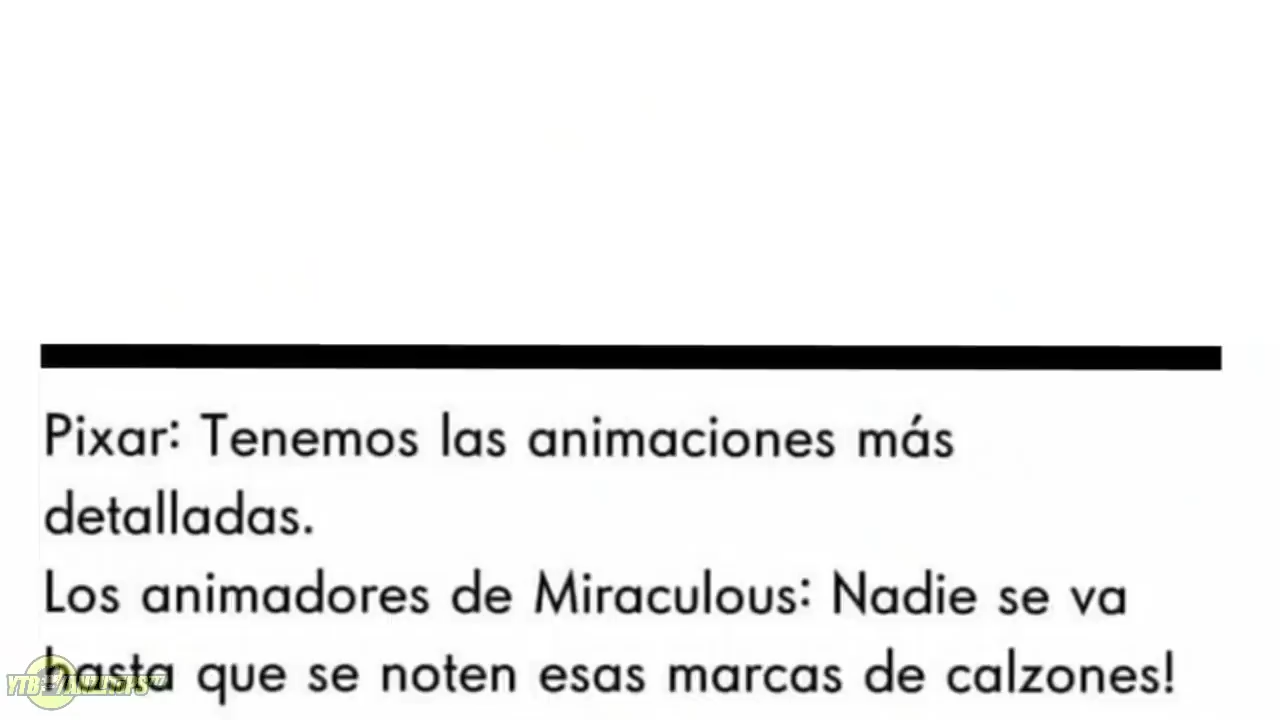 Pixar: Tenemos las animaciones más
detalladas.
Los animadores de Miraculous: Nadie se va
hasta que se noten esas marcas de calzones!